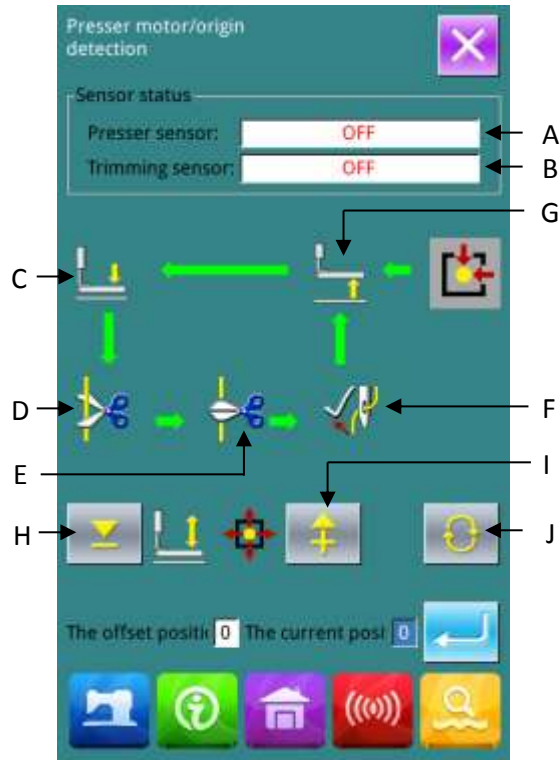 Presser motor/origin
detection
Sensor status
Presser sensor: OFF A
Trimming sensor: OFF B
G
C
D
F
E
I
H
J
The offset positi 0 The current posi 0